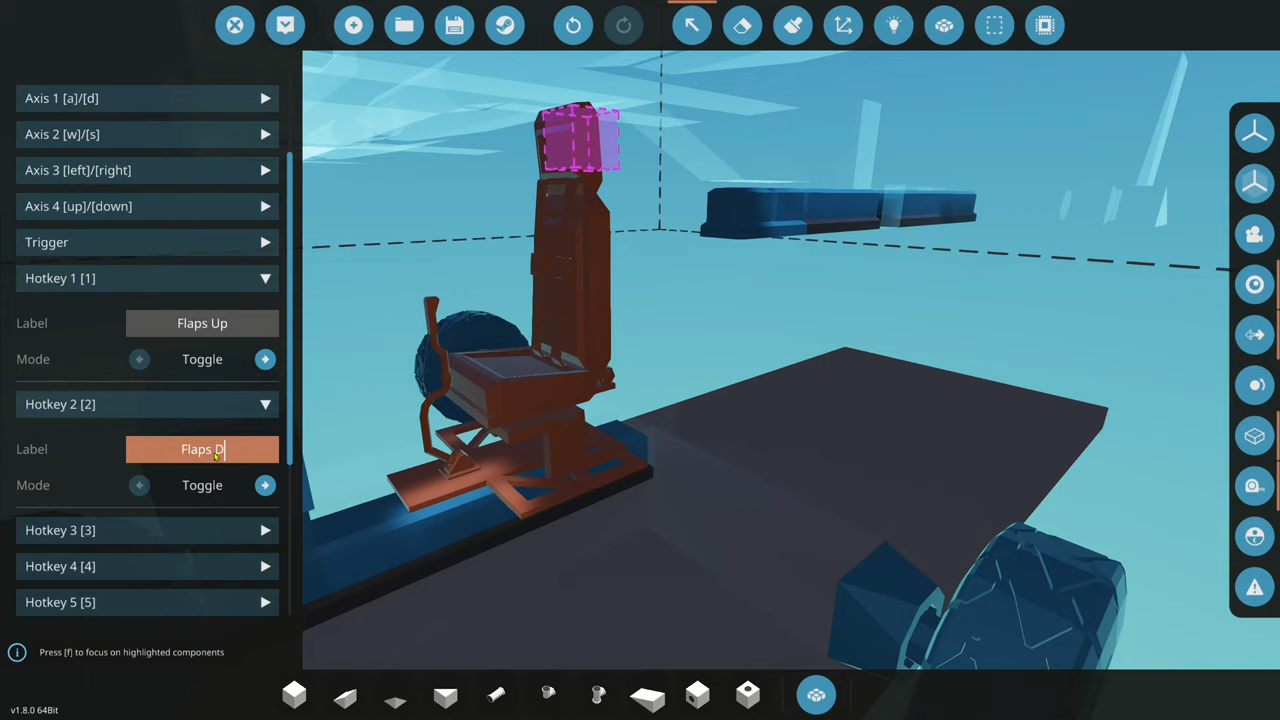 Axis 1 [a]/[d]
Axis 2 [w]/[s]
Axis 3 [left]/[right]
Axis 4 [up]/[down]
Trigger
Hotkey 1 [1]
Label Flaps Up
Mode Toggle
Hotkey 2 [2]
Label Flaps D
Mode Toggle
Hotkey 3 [3]
Hotkey 4 [4]
Hotkey 5 [5]
Press [f] to focus on highlighted components
v1.8.0 64Bit